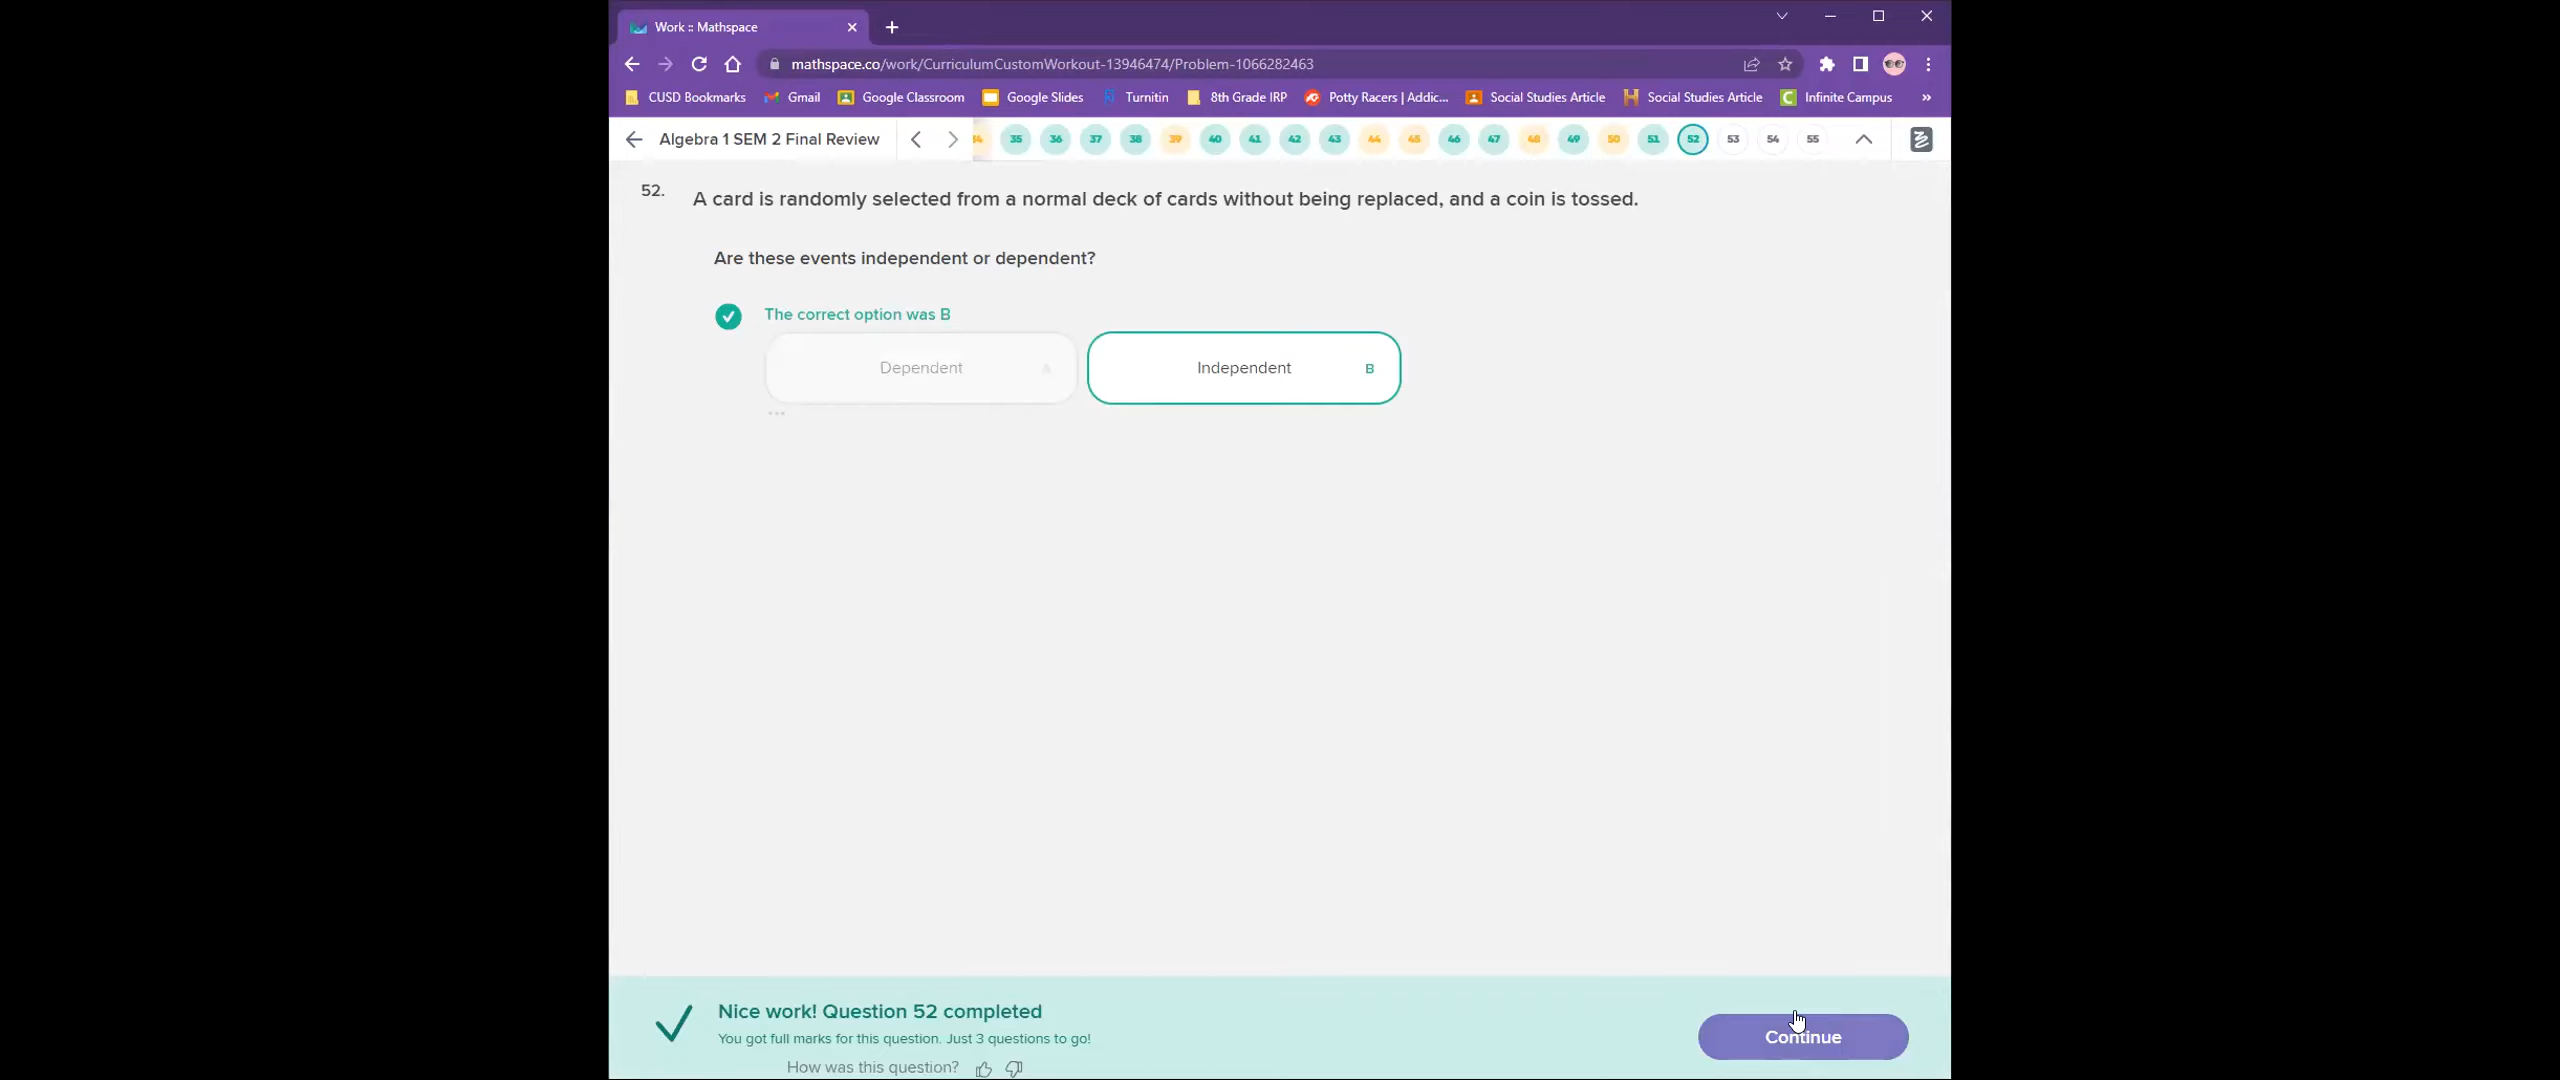 Work :: Mathspace
mathspace.co/work/CurriculumCustomWorkout-13946474/Problem-1066282463
CUSD Bookmarks Gmail Google Classroom Google Slides Turnitin 8th Grade IRP Potty Racers | Addic... Social Studies Article Social Studies Article Infinite Campus »
Algebra 1 SEM 2 Final Review 34 35 36 37 38 39 40 41 42 43 44 45 46 47 48 49 50 51 52 53 54 55
52. A card is randomly selected from a normal deck of cards without being replaced, and a coin is tossed.
Are these events independent or dependent?
The correct option was B
Dependent A Independent B
Nice work! Question 52 completed
You got full marks for this question. Just 3 questions to go!
Continue
How was this question?